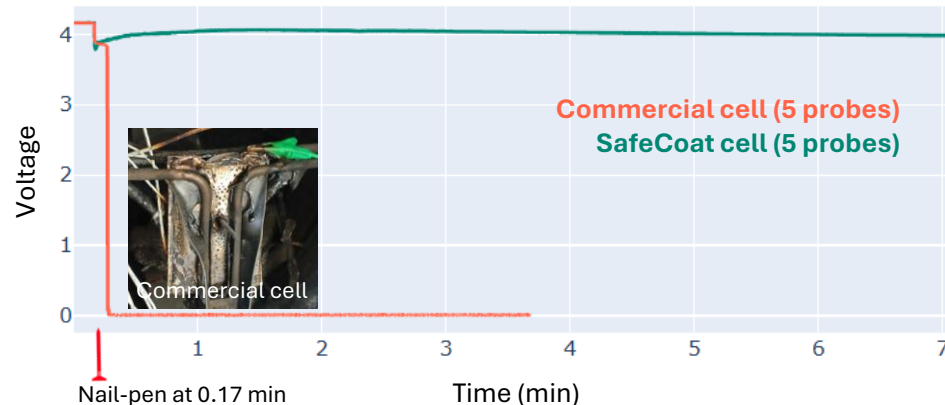 4
3
2
1
0
Voltage
Commercial cell (5 probes)
SafeCoat cell (5 probes)
Commercial cell
1 2 3 4 5 6 7
Nail-pen at 0.17 min
Time (min)